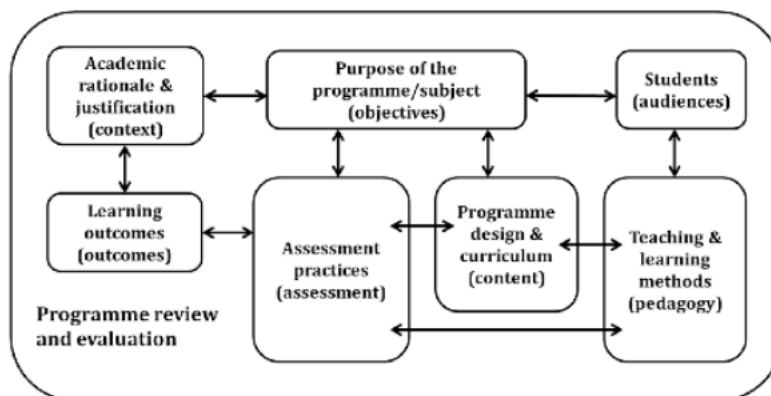 Academic
rationale &
justification
(context)
Purpose of the
programme/subject
(objectives)
Students
(audiences)
Learning
outcomes
(outcomes)
Assessment
practices
(assessment)
Programme
design &
curriculum
(content)
Teaching &
learning
methods
(pedagogy)
Programme review
and evaluation